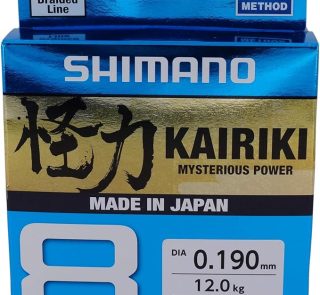 Braided
Line
METHOD
SHIMANO
怪力 KAIRIKI
MYSTERIOUS POWER
MADE IN JAPAN
8
DIA 0.190mm
12.0kg